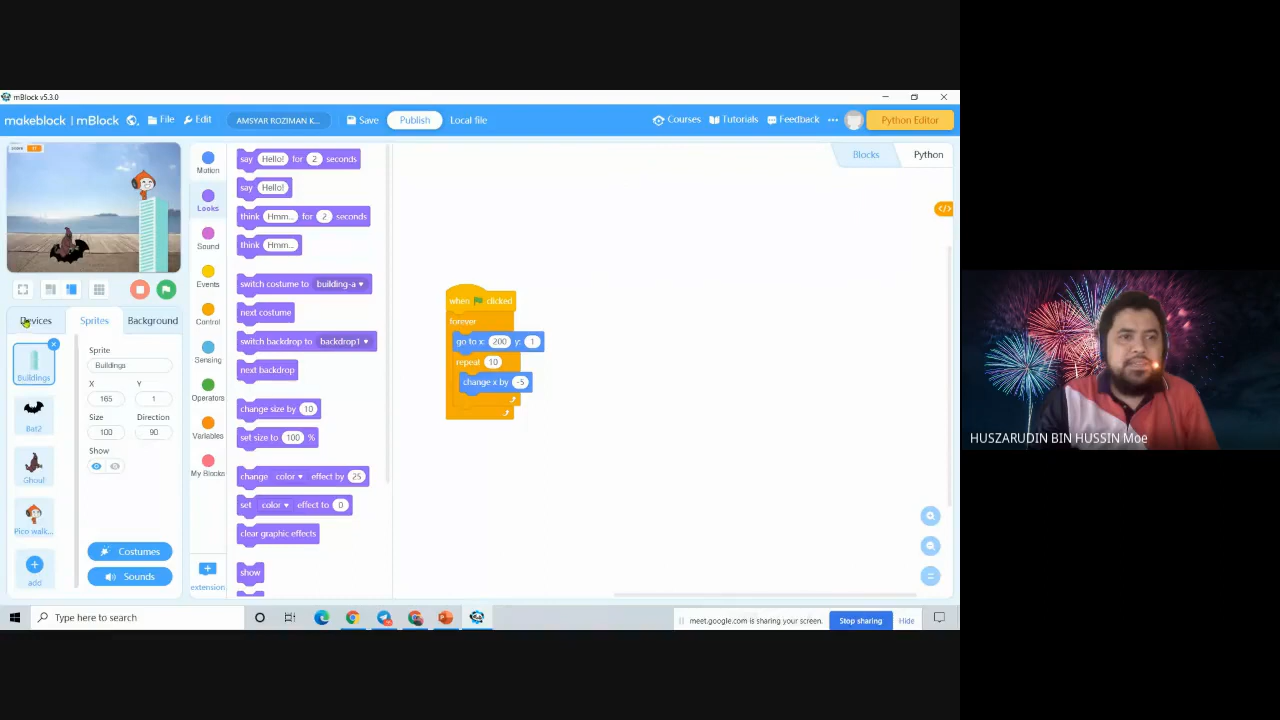 mBlock v5.3.0
makeblock | mBlock
File
Edit
AMSYAR ROZIMAN K...
Save
Publish
Local file
Courses
Tutorials
Feedback
Python Editor
Devices
Sprites
Background
Buildings
Bat2
Ghoul
Pico walk...
add
Sprite
Buildings
X
Y
165
1
Size
Direction
100
90
Show
Costumes
Sounds
Motion
Looks
Sound
Events
Control
Sensing
Operators
Variables
My Blocks
extension
say Hello! for 2 seconds
say Hello!
think Hmm... for 2 seconds
think Hmm...
switch costume to building-a
next costume
switch backdrop to backdrop1
next backdrop
change size by 10
set size to 100 %
change color effect by 25
set color effect to 0
clear graphic effects
show
Blocks
Python
when clicked
forever
go to x: 200 y: 1
repeat 10
change x by -5
Type here to search
meet.google.com is sharing your screen.
Stop sharing
Hide
HUSZARUDIN BIN HUSSIN Moe